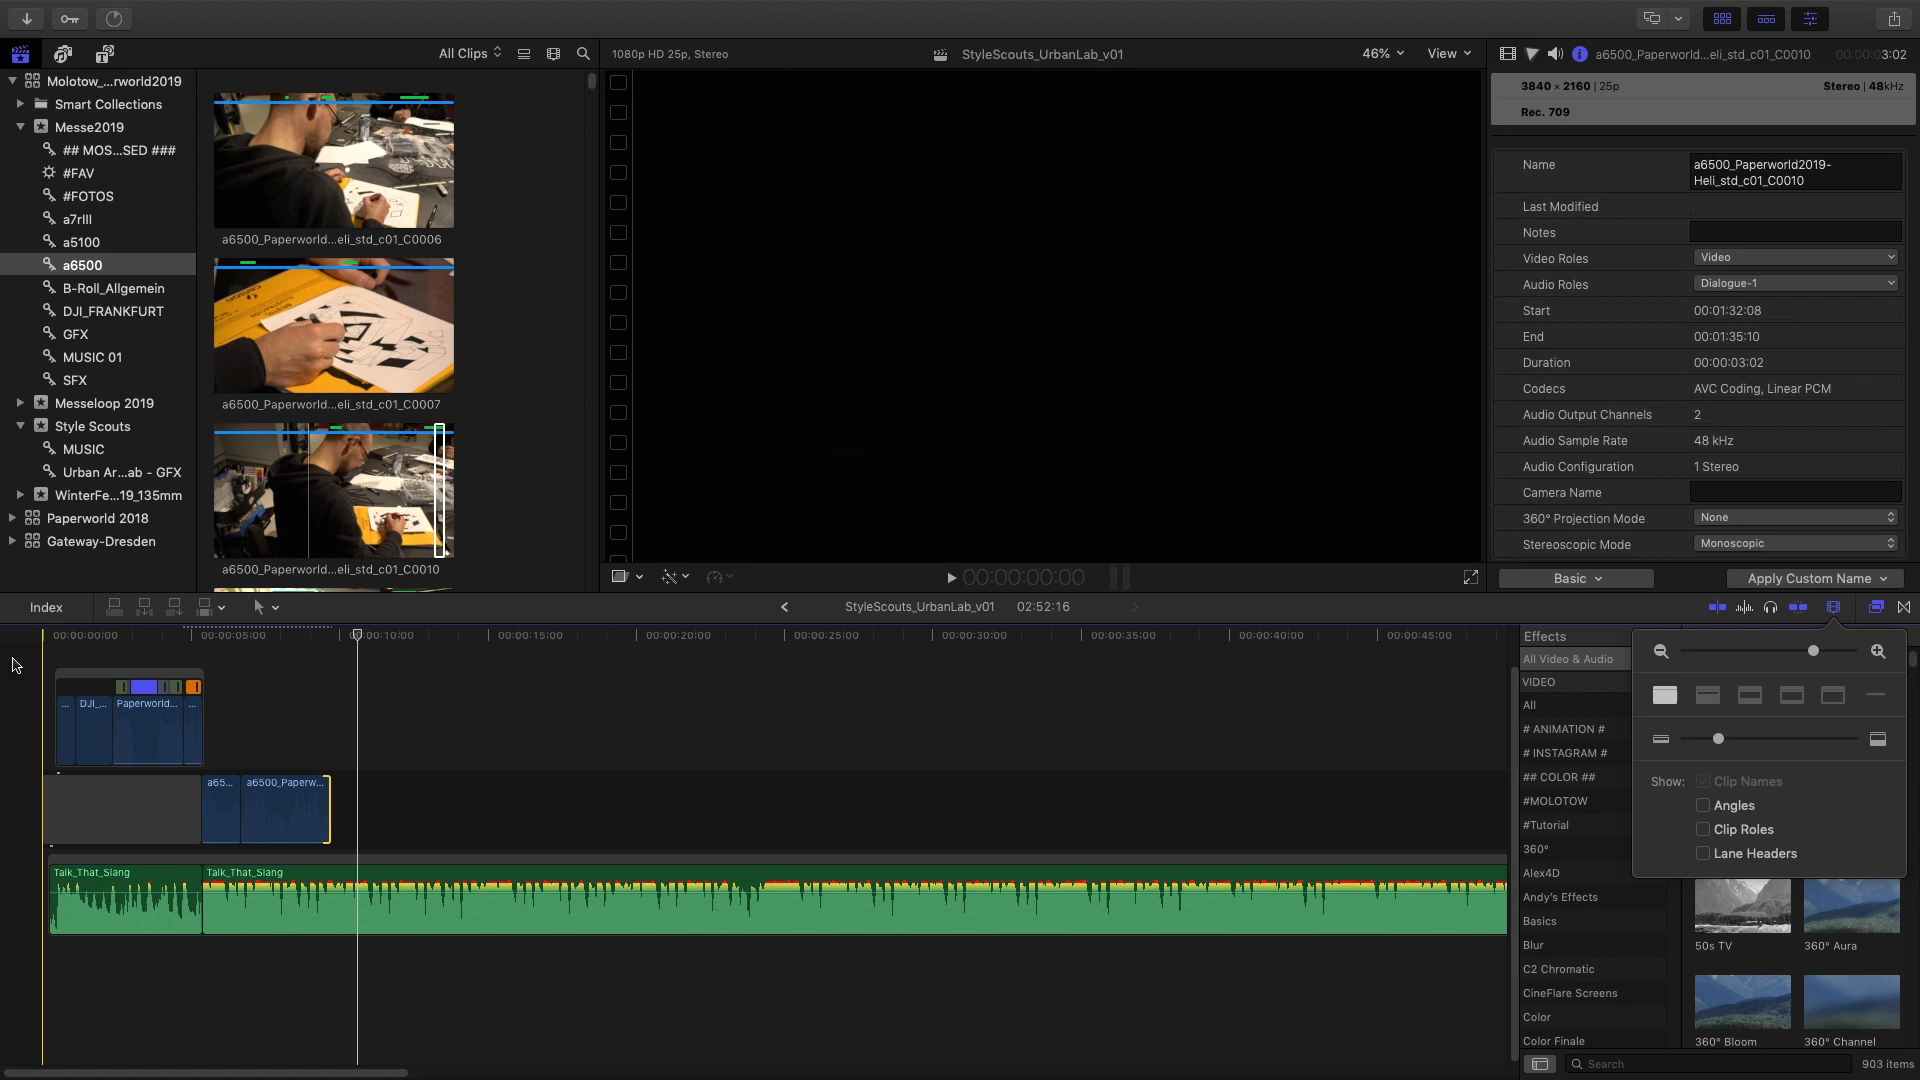 All Clips
1080p HD 25p, Stereo
StyleScouts_UrbanLab_v01
46%
View
a6500_Paperworld...eli_std_c01_C0010
00:00:03:02
Molotow_...rworld2019
Smart Collections
Messe2019
## MOS...SED ###
#FAV
#FOTOS
a7rIII
a5100
a6500
B-Roll_Allgemein
DJI_FRANKFURT
GFX
MUSIC 01
SFX
Messeloop 2019
Style Scouts
MUSIC
Urban Ar...ab - GFX
WinterFe...19_135mm
Paperworld 2018
Gateway-Dresden
a6500_Paperworld...eli_std_c01_C0006
a6500_Paperworld...eli_std_c01_C0007
a6500_Paperworld...eli_std_c01_C0010
3840 × 2160 | 25p
Stereo | 48kHz
Rec. 709
Name
a6500_Paperworld2019-
Heli_std_c01_C0010
Last Modified
Notes
Video Roles
Video
Audio Roles
Dialogue-1
Start
00:01:32:08
End
00:01:35:10
Duration
00:00:03:02
Codecs
AVC Coding, Linear PCM
Audio Output Channels
2
Audio Sample Rate
48 kHz
Audio Configuration
1 Stereo
Camera Name
360° Projection Mode
None
Stereoscopic Mode
Monoscopic
00:00:00:00
Basic
Apply Custom Name
Index
StyleScouts_UrbanLab_v01
02:52:16
00:00:00:00
00:00:05:00
00:00:10:00
00:00:15:00
00:00:20:00
00:00:25:00
00:00:30:00
00:00:35:00
00:00:40:00
00:00:45:00
...
DJI_...
Paperworld...
...
a65...
a6500_Paperw...
Talk_That_Slang
Talk_That_Slang
Effects
All Video & Audio
VIDEO
All
# ANIMATION #
# INSTAGRAM #
## COLOR ##
#MOLOTOW
#Tutorial
360°
Alex4D
Andy's Effects
Basics
Blur
C2 Chromatic
CineFlare Screens
Color
Color Finale
Show:
Clip Names
Angles
Clip Roles
Lane Headers
50s TV
360° Aura
360° Bloom
360° Channel
Search
903 items